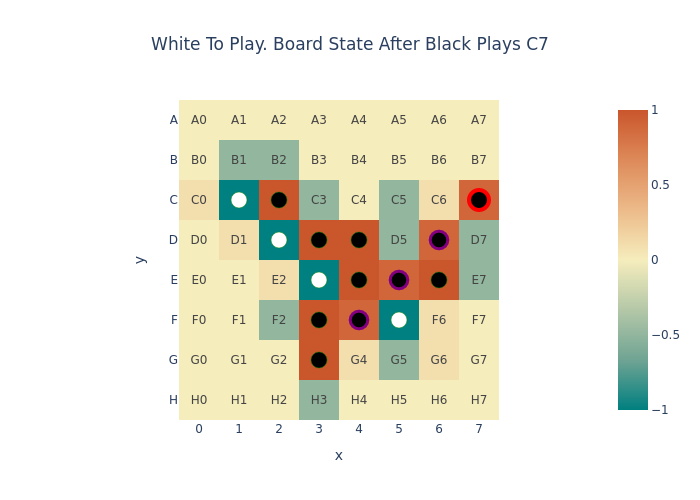 White To Play. Board State After Black Plays C7
A A0 A1 A2 A3 A4 A5 A6 A7
B B0 B1 B2 B3 B4 B5 B6 B7
C C0 C3 C4 C5 C6
D D0 D1 D5 D7
E E0 E1 E2 E7
F F0 F1 F2 F6 F7
G G0 G1 G2 G4 G5 G6 G7
H H0 H1 H2 H3 H4 H5 H6 H7
0 1 2 3 4 5 6 7
x
y
1
0.5
0
−0.5
−1